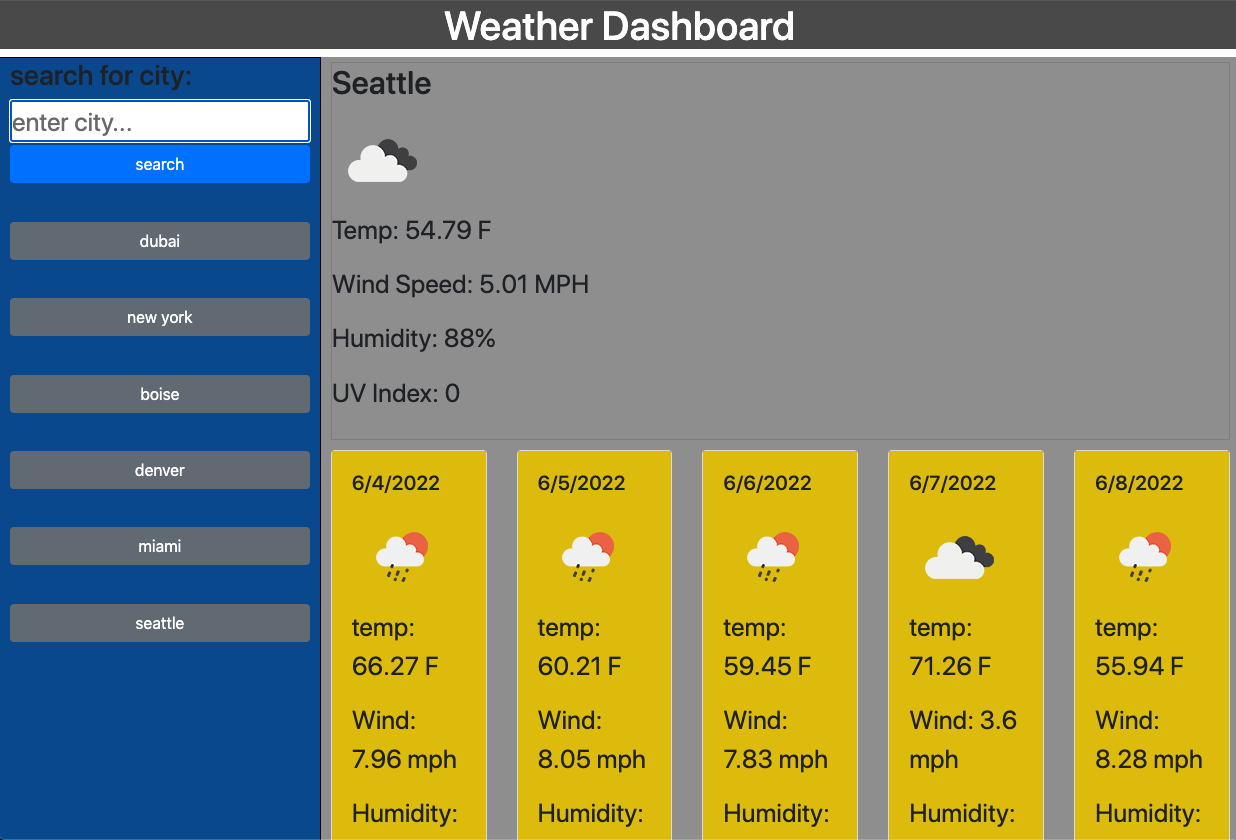 Weather Dashboard
search for city:
enter city...
search
dubai
new york
boise
denver
miami
seattle
Seattle
Temp: 54.79 F
Wind Speed: 5.01 MPH
Humidity: 88%
UV Index: 0
6/4/2022
temp:
66.27 F
Wind:
7.96 mph
Humidity:
6/5/2022
temp:
60.21 F
Wind:
8.05 mph
Humidity:
6/6/2022
temp:
59.45 F
Wind:
7.83 mph
Humidity:
6/7/2022
temp:
71.26 F
Wind: 3.6
mph
Humidity:
6/8/2022
temp:
55.94 F
Wind:
8.28 mph
Humidity: